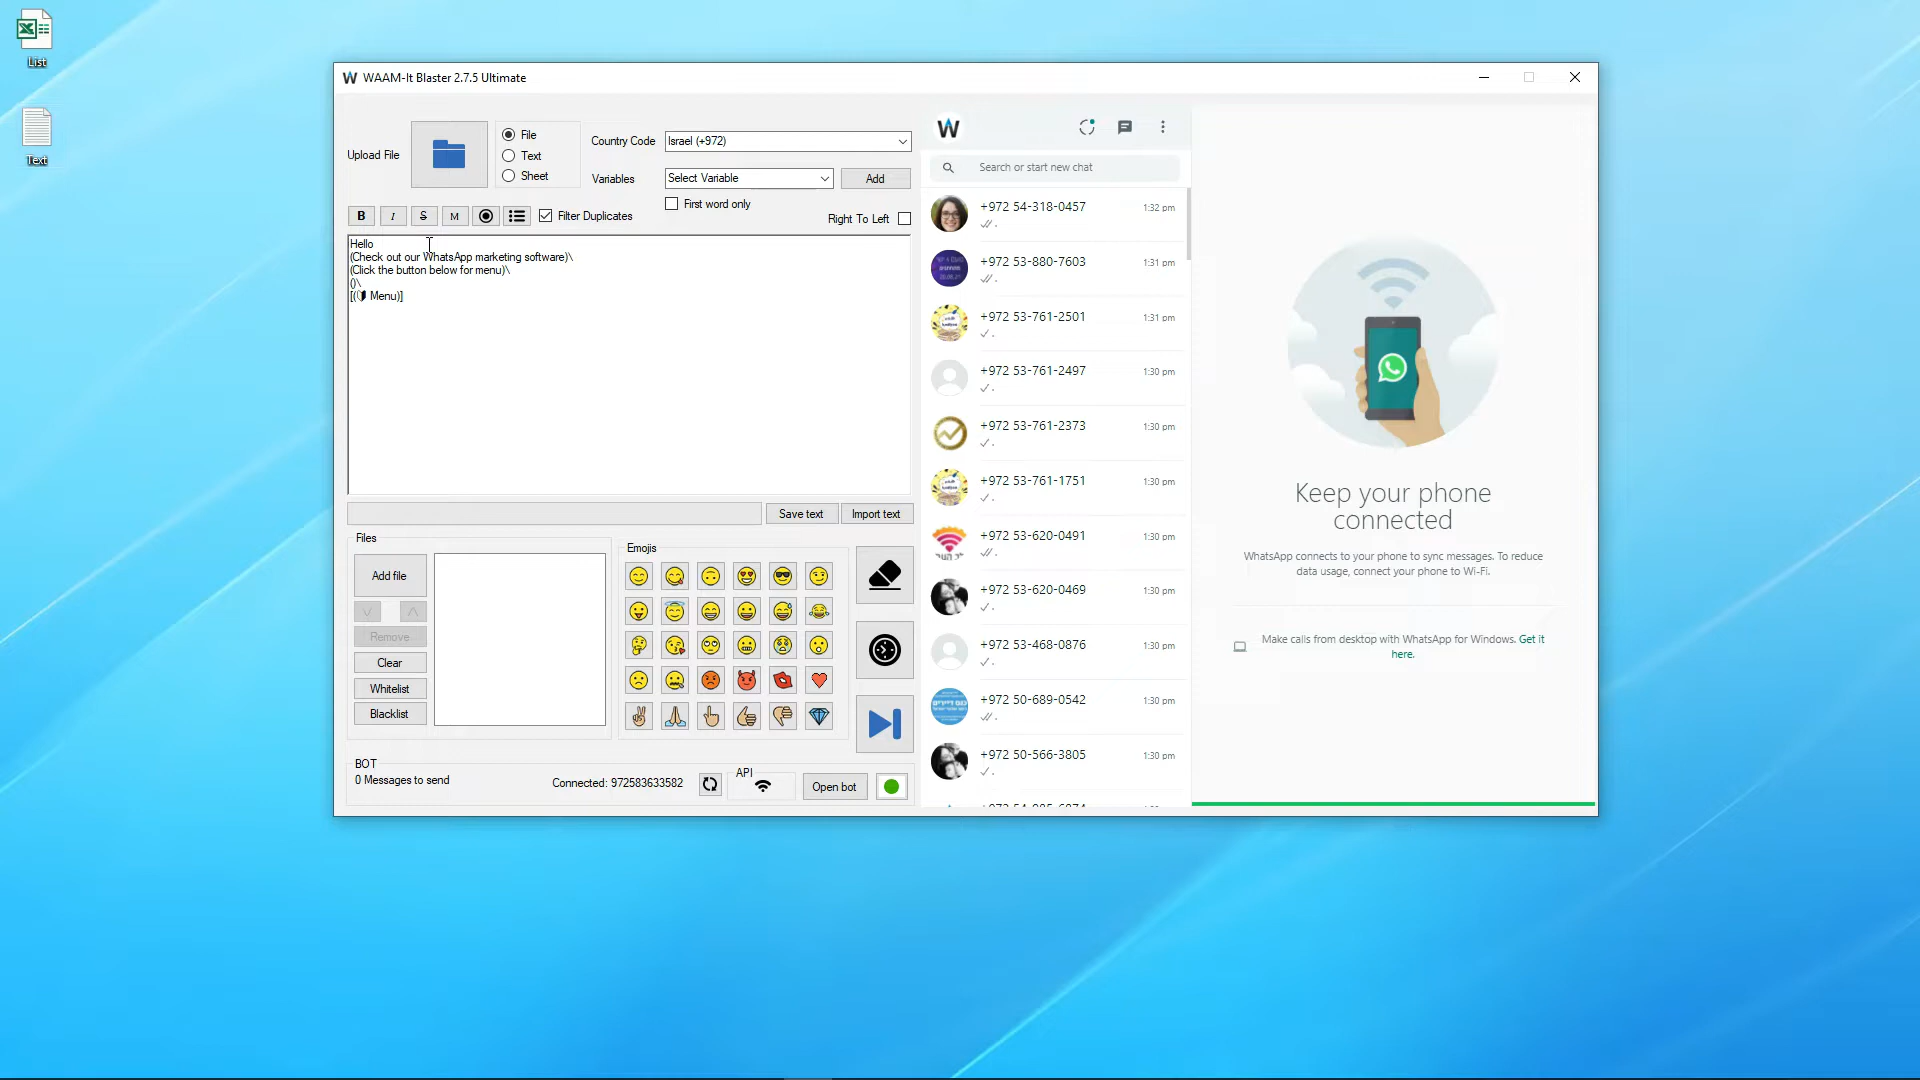 List
Text
W WAAM-It Blaster 2.7.5 Ultimate
Upload File
File
Text
Sheet
Country Code
Israel (+972)
Variables
Select Variable
Add
First word only
B
I
S
M
Filter Duplicates
Right To Left
Hello
(Check out our WhatsApp marketing software)\
(Click the button below for menu)\
()\
[(🔰 Menu)]
Save text
Import text
Files
Add file
Remove
Clear
Whitelist
Blacklist
Emojis
BOT
0 Messages to send
Connected: 972583633582
API
Open bot
W
Search or start new chat
+972 54-318-0457
1:32 pm
.
+972 53-880-7603
1:31 pm
.
+972 53-761-2501
1:31 pm
.
+972 53-761-2497
1:30 pm
.
+972 53-761-2373
1:30 pm
.
+972 53-761-1751
1:30 pm
.
+972 53-620-0491
1:30 pm
.
+972 53-620-0469
1:30 pm
.
+972 53-468-0876
1:30 pm
.
+972 50-689-0542
1:30 pm
.
+972 50-566-3805
1:30 pm
.
Keep your phone
connected
WhatsApp connects to your phone to sync messages. To reduce
data usage, connect your phone to Wi-Fi.
Make calls from desktop with WhatsApp for Windows. Get it
here.